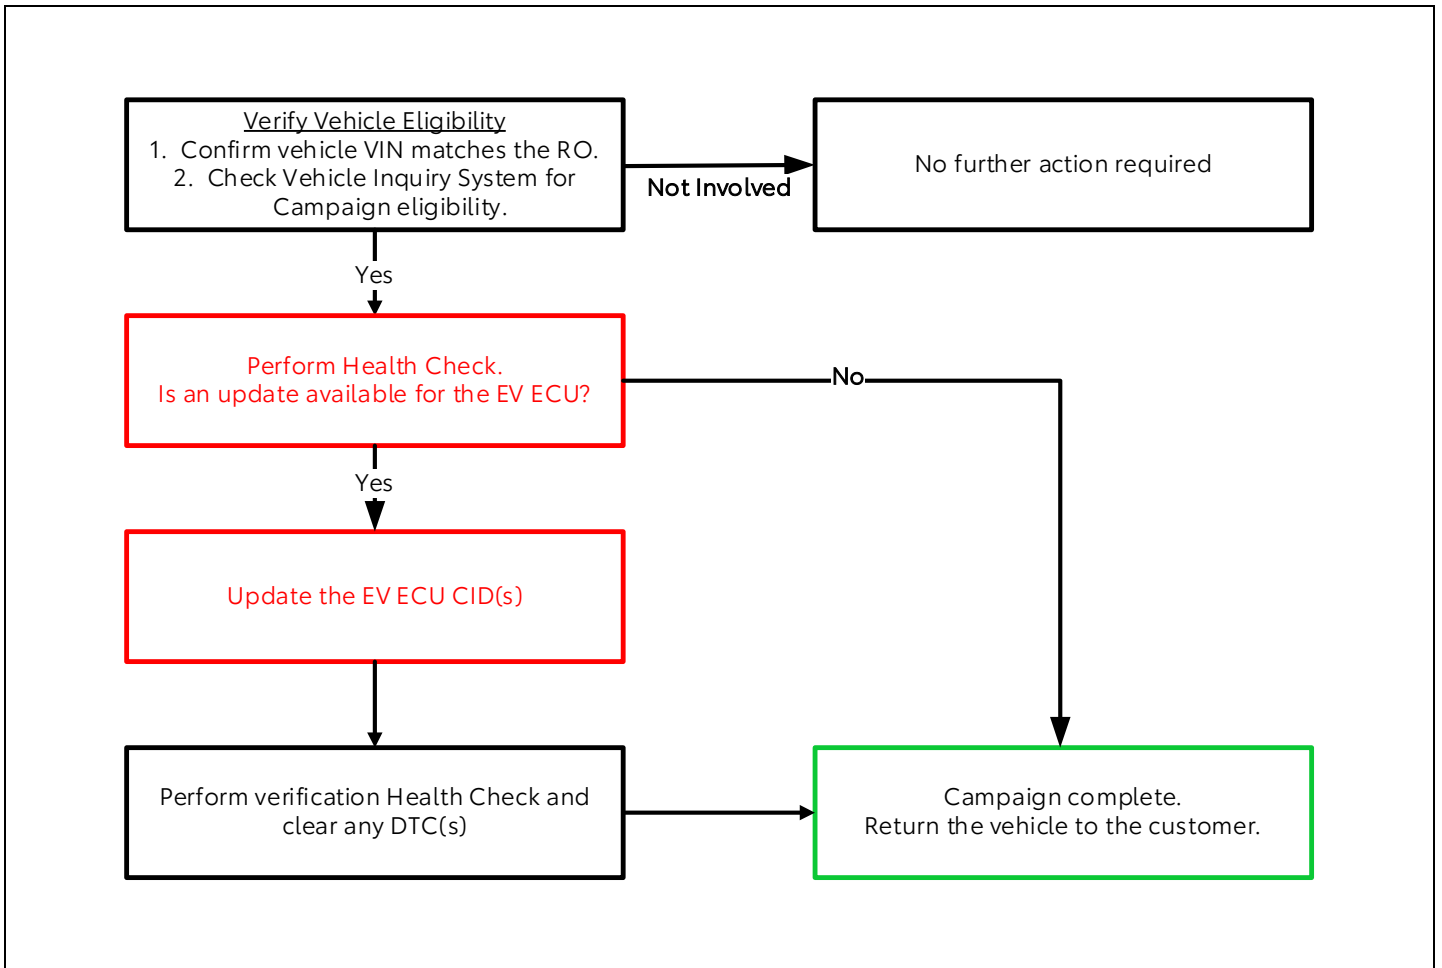 Verify Vehicle Eligibility
1. Confirm vehicle VIN matches the RO.
2. Check Vehicle Inquiry System for
Campaign eligibility.
Not Involved
No further action required
Yes
Perform Health Check.
Is an update available for the EV ECU?
No
Yes
Update the EV ECU CID(s)
Perform verification Health Check and
clear any DTC(s)
Campaign complete.
Return the vehicle to the customer.